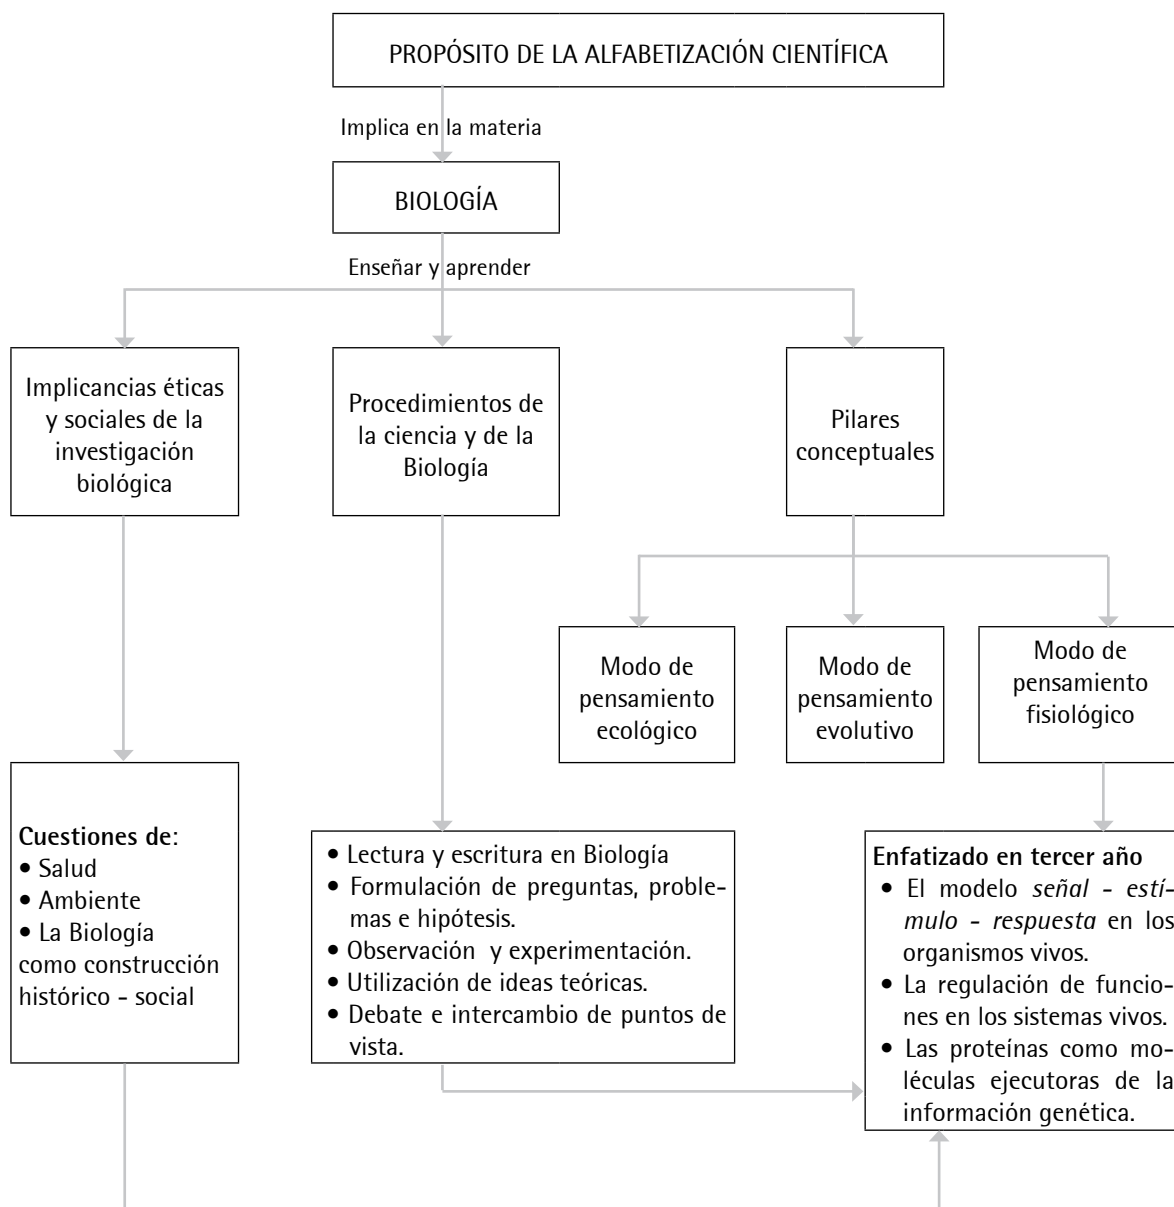 PROPÓSITO DE LA ALFABETIZACIÓN CIENTÍFICA
Implica en la materia
BIOLOGÍA
Enseñar y aprender
Implicancias éticas
y sociales de la
investigación
biológica
Procedimientos de
la ciencia y de la
Biología
Pilares
conceptuales
Modo de
pensamiento
ecológico
Modo de
pensamiento
evolutivo
Modo de
pensamiento
fisiológico
Cuestiones de:
• Salud
• Ambiente
• La Biología
como construcción
histórico - social
• Lectura y escritura en Biología
• Formulación de preguntas, proble-
mas e hipótesis.
• Observación y experimentación.
• Utilización de ideas teóricas.
• Debate e intercambio de puntos de
vista.
Enfatizado en tercer año
• El modelo señal - estí-
mulo - respuesta en los
organismos vivos.
• La regulación de funcio-
nes en los sistemas vivos.
• Las proteínas como mo-
léculas ejecutoras de la
información genética.